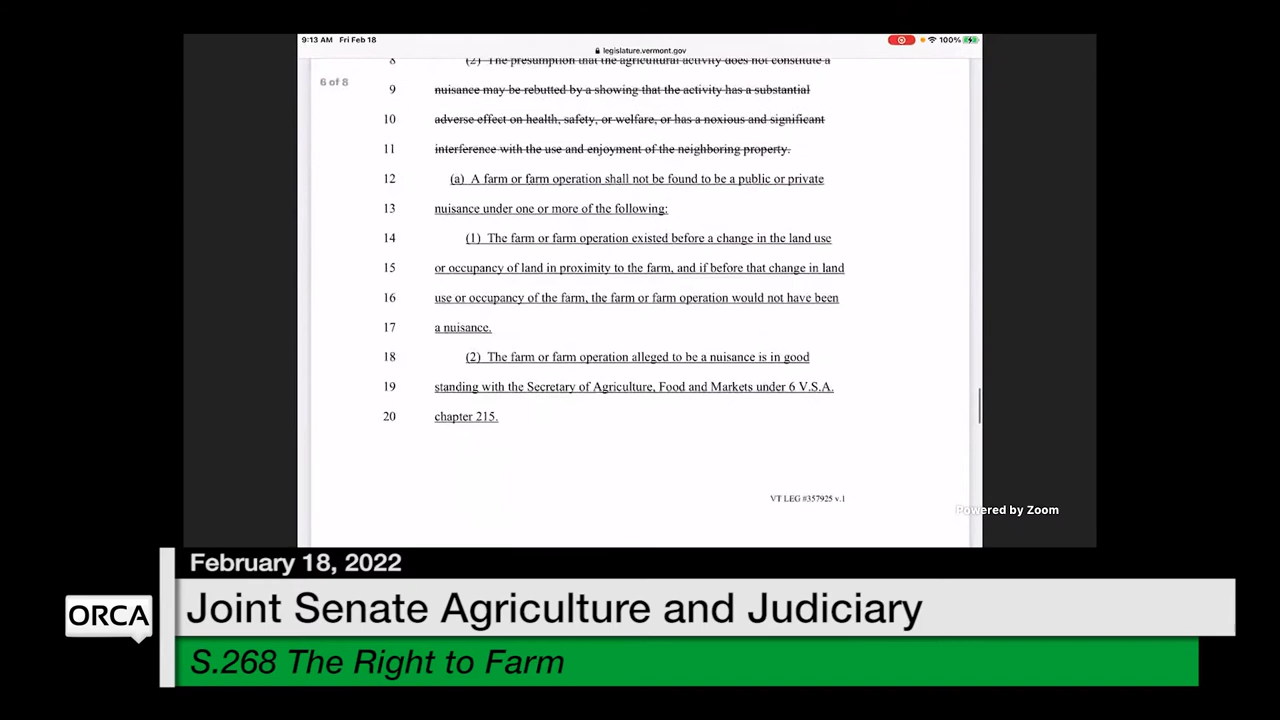 9:13 AM Fri Feb 18
legislature.vermont.gov
100%
6 of 8
8 (2) The presumption that the agricultural activity does not constitute a
9 nuisance may be rebutted by a showing that the activity has a substantial
10 adverse effect on health, safety, or welfare, or has a noxious and significant
11 interference with the use and enjoyment of the neighboring property.
12 (a) A farm or farm operation shall not be found to be a public or private
13 nuisance under one or more of the following:
14 (1) The farm or farm operation existed before a change in the land use
15 or occupancy of land in proximity to the farm, and if before that change in land
16 use or occupancy of the farm, the farm or farm operation would not have been
17 a nuisance.
18 (2) The farm or farm operation alleged to be a nuisance is in good
19 standing with the Secretary of Agriculture, Food and Markets under 6 V.S.A.
20 chapter 215.
VT LEG #357925 v.1
Powered by Zoom
February 18, 2022
ORCA
Joint Senate Agriculture and Judiciary
S.268 The Right to Farm